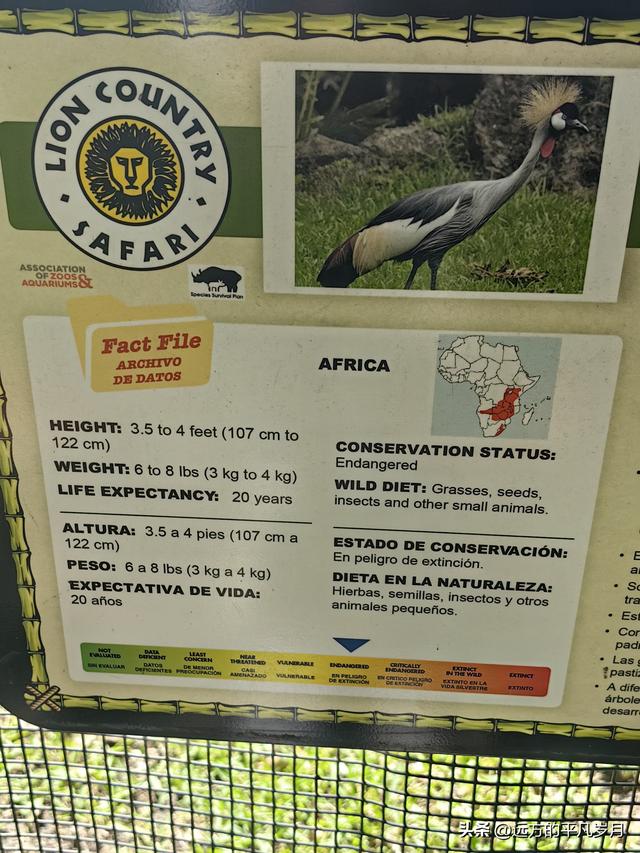 LION COUNTRY
SAFARI
ASSOCIATION
OF ZOOS
& AQUARIUMS
Species Survival Plan
Fact File
ARCHIVO
DE DATOS
AFRICA
HEIGHT: 3.5 to 4 feet (107 cm to
122 cm)
WEIGHT: 6 to 8 lbs (3 kg to 4 kg)
LIFE EXPECTANCY: 20 years
CONSERVATION STATUS:
Endangered
WILD DIET: Grasses, seeds,
insects and other small animals.
ALTURA: 3.5 a 4 pies (107 cm a
122 cm)
PESO: 6 a 8 lbs (3 kg a 4 kg)
EXPECTATIVA DE VIDA:
20 años
ESTADO DE CONSERVACIÓN:
En peligro de extinción.
DIETA EN LA NATURALEZA:
Hierbas, semillas, insectos y otros
animales pequeños.
NOT EVALUATED
SIN EVALUAR
DATA DEFICIENT
DATOS DEFICIENTES
LEAST CONCERN
DE MENOR PREOCUPACIÓN
NEAR THREATENED
CASI AMENAZADO
VULNERABLE
VULNERABLE
ENDANGERED
EN PELIGRO DE EXTINCIÓN
CRITICALLY ENDANGERED
EN CRÍTICO PELIGRO DE EXTINCIÓN
EXTINCT IN THE WILD
EXTINTO EN LA VIDA SILVESTRE
EXTINCT
EXTINTO
• Est
• Las g
pastiz
• A dife
árbole
desarr
头条 @远方的平凡岁月